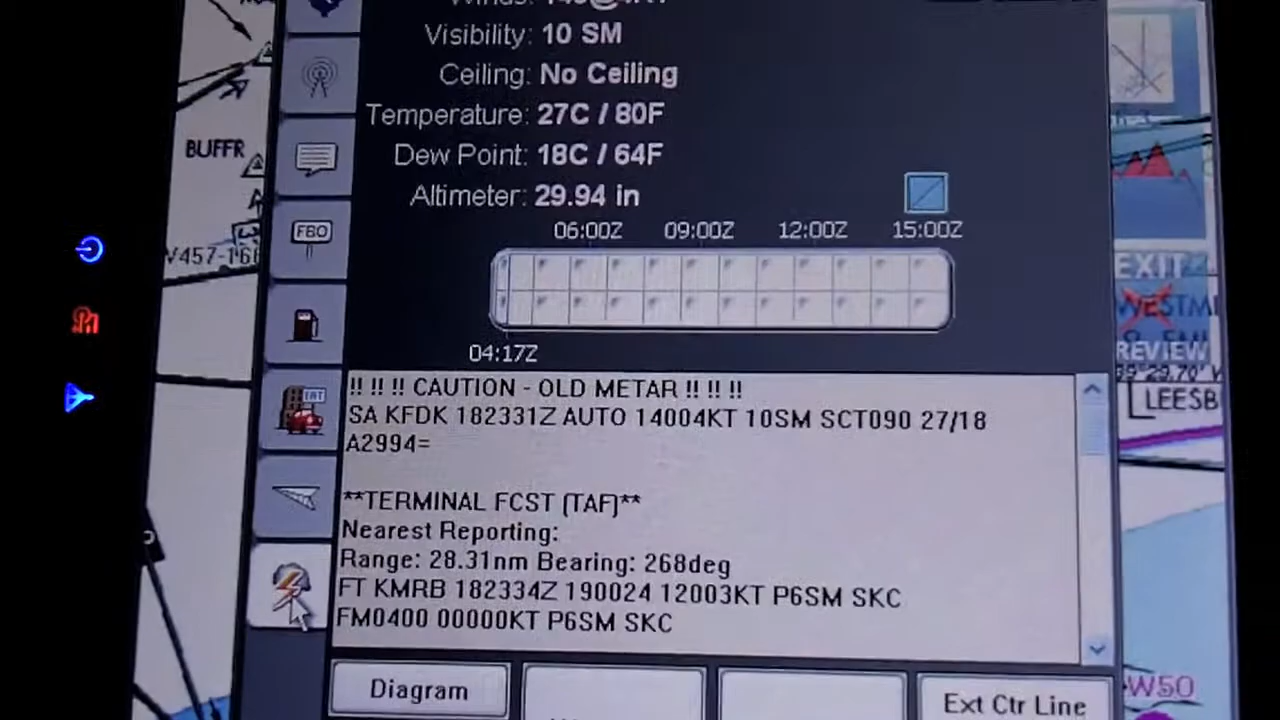 Visibility: 10 SM
Ceiling: No Ceiling
Temperature: 27C / 80F
Dew Point: 18C / 64F
Altimeter: 29.94 in
06:00Z 09:00Z 12:00Z 15:00Z
04:17Z
!! !! !! CAUTION - OLD METAR !! !! !!
SA KFDK 182331Z AUTO 14004KT 10SM SCT090 27/18
A2994=
**TERMINAL FCST (TAF)**
Nearest Reporting:
Range: 28.31nm Bearing: 268deg
FT KMRB 182334Z 190024 12003KT P6SM SKC
FM0400 00000KT P6SM SKC
Diagram
Ext Ctr Line
BUFFR
FBO
EXIT
REVIEW
LEESB
W50